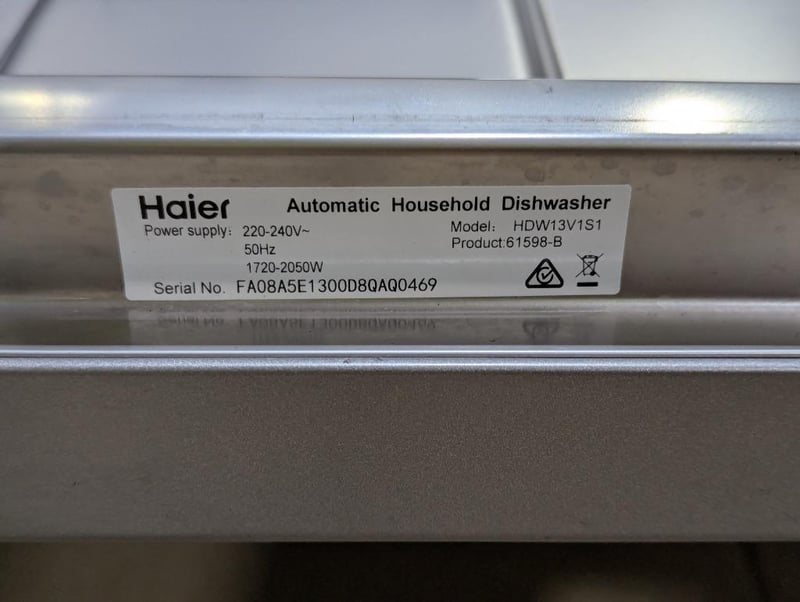 Haier Automatic Household Dishwasher
Power supply: 220-240V~ Model: HDW13V1S1
50Hz Product:61598-B
1720-2050W
Serial No. FA08A5E1300D8QAQ0469